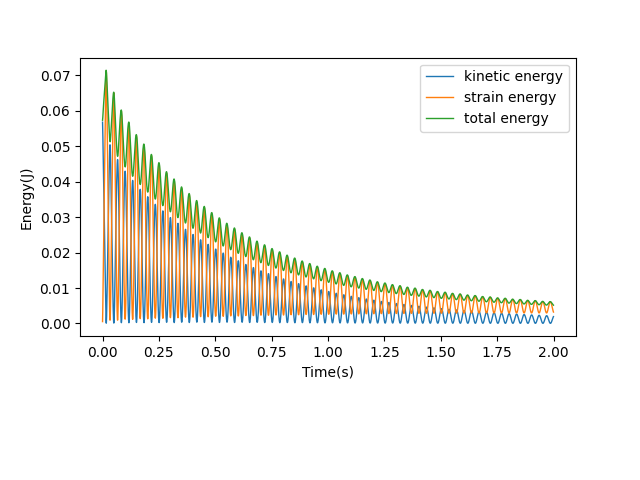 kinetic energy
strain energy
total energy
Energy(J)
0.07
0.06
0.05
0.04
0.03
0.02
0.01
0.00
0.00 0.25 0.50 0.75 1.00 1.25 1.50 1.75 2.00
Time(s)